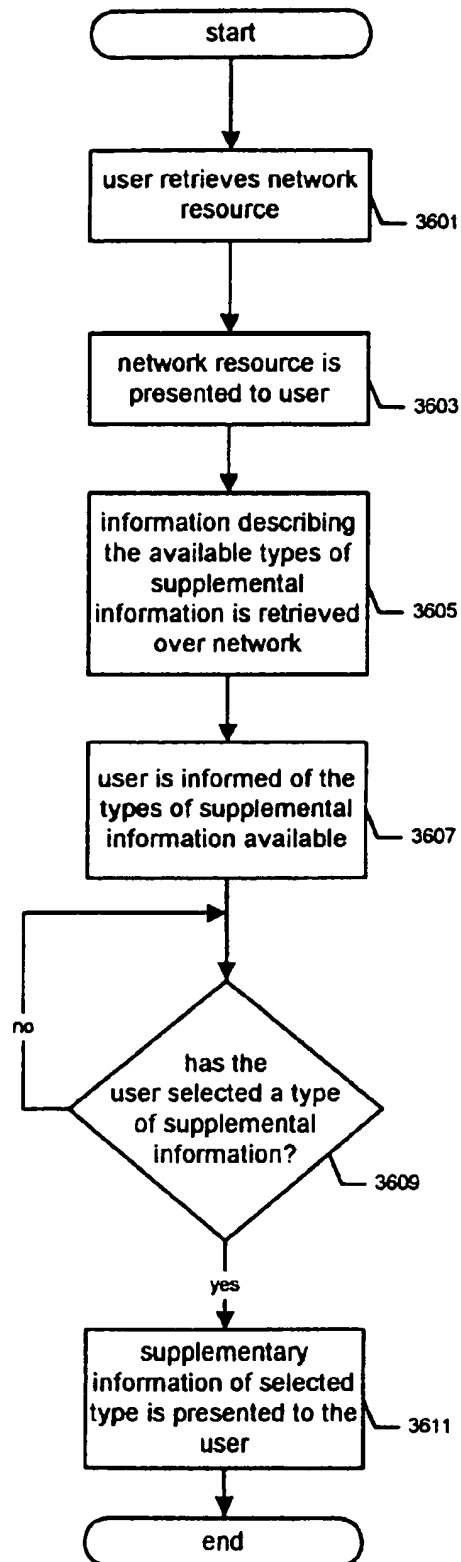 start
user retrieves network
resource
3601
network resource is
presented to user
3603
information describing
the available types of
supplemental
information is retrieved
over network
3605
user is informed of the
types of supplemental
information available
3607
no
has the
user selected a type
of supplemental
information?
3609
yes
supplementary
information of selected
type is presented to the
user
3611
end